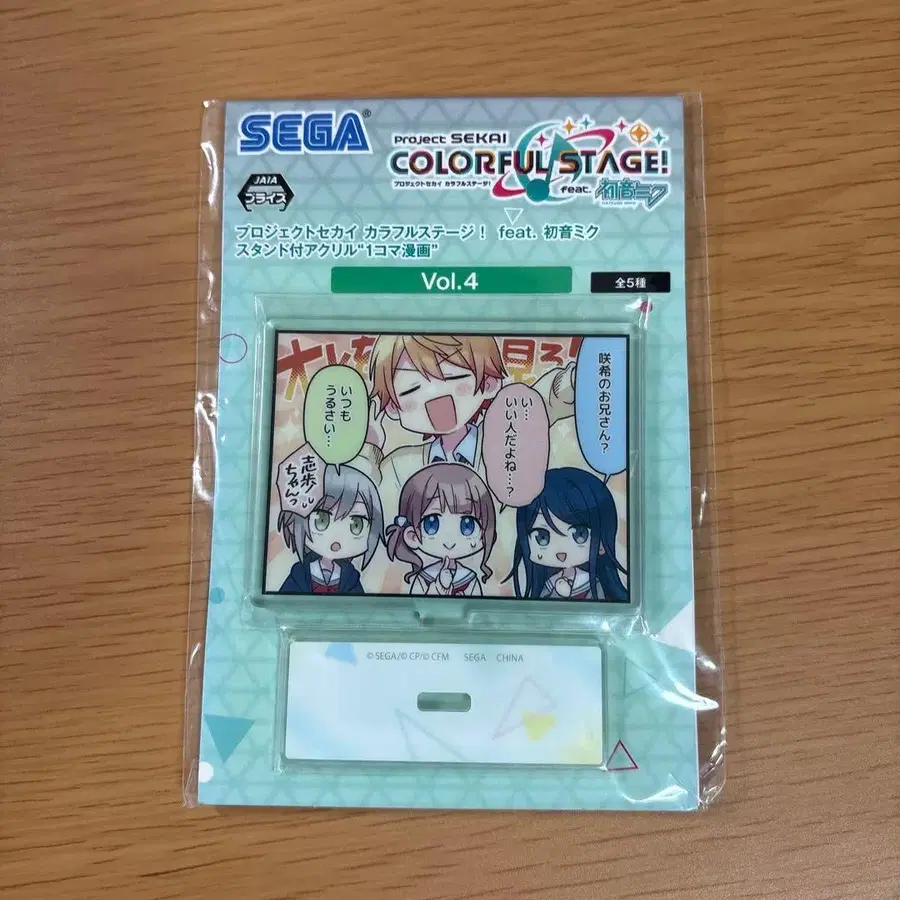 SEGA®
Project SEKAI
COLORFUL STAGE!
プロジェクトセカイ カラフルステージ!
feat. 初音ミク
HATSUNE MIKU
JAIA
プライズ
プロジェクトセカイ カラフルステージ! feat. 初音ミク
スタンド付アクリル“1コマ漫画”
Vol.4
全5種
咲希のお兄さん?
い…
いい人だよね…?
いつも
うるさい…
志歩
ちゃんっ
© SEGA/© CP/© CFM SEGA CHINA